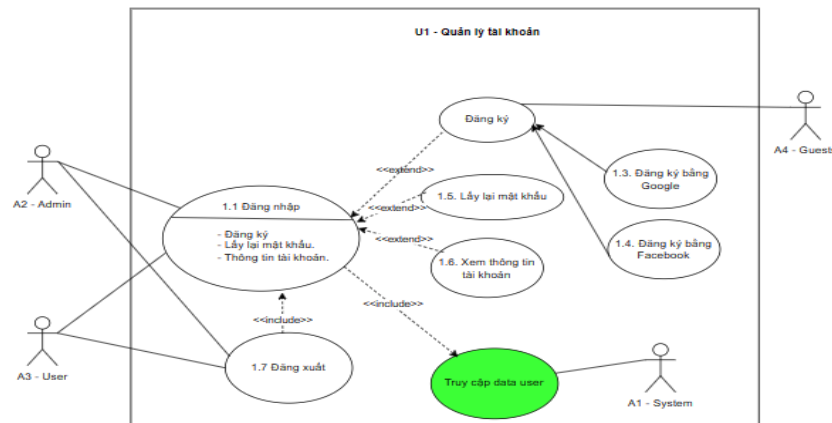 U1 - Quản lý tài khoản
Đăng ký
A4 - Guest
<<extend>>
1.3. Đăng ký bằng
Google
A2 - Admin
1.1 Đăng nhập
- Đăng ký
- Lấy lại mật khẩu.
- Thông tin tài khoản.
1.5. Lấy lại mật khẩu
<<extend>>
<<extend>>
1.4. Đăng ký bằng
Facebook
1.6. Xem thông tin
tài khoản
<<include>>
<<include>>
A3 - User
1.7 Đăng xuất
Truy cập data user
A1 - System